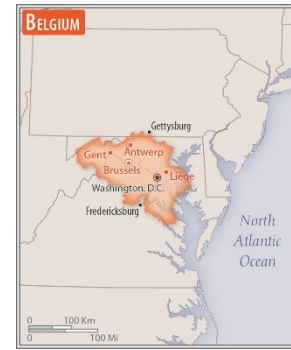 BELGIUM
Gettysburg
Antwerp
Gent
Brussels
Liège
Washington, D.C.
Fredericksburg
North
Atlantic
Ocean
0 100 Km
0 100 Mi